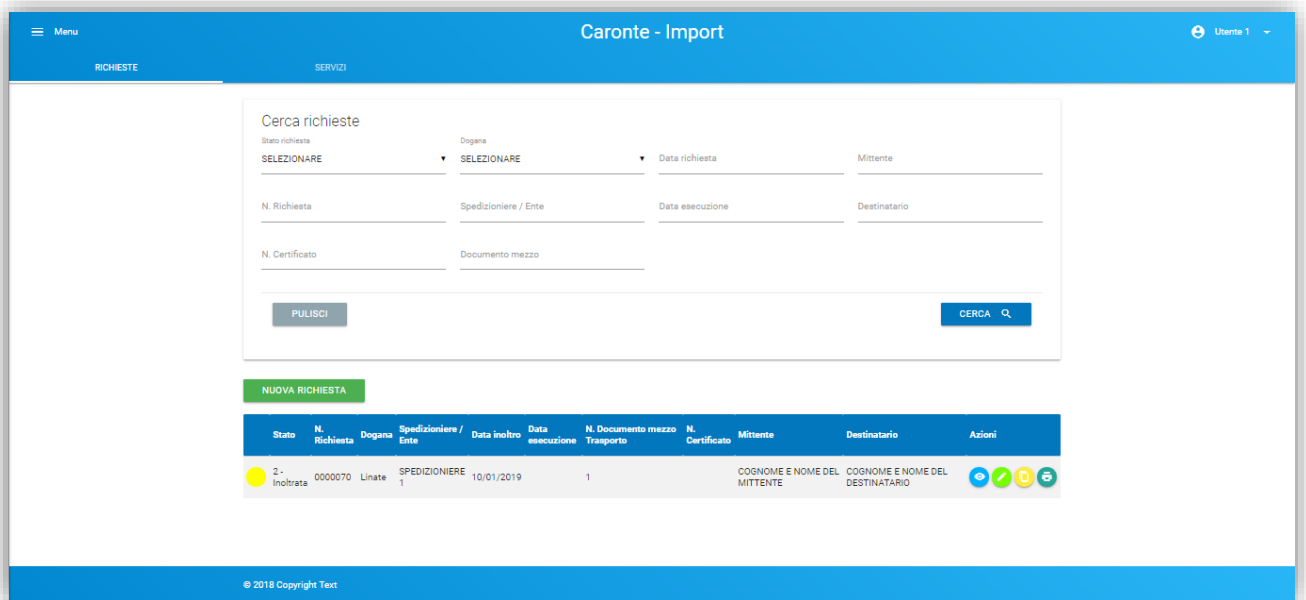 Menu
Caronte - Import
Utente 1
RICHIESTE
SERVIZI
Cerca richieste
Stato richiesta
Dogana
SELEZIONARE
SELEZIONARE
Data richiesta
Mittente
N. Richiesta
Spedizioniere / Ente
Data esecuzione
Destinatario
N. Certificato
Documento mezzo
PULISCI
CERCA
NUOVA RICHIESTA
Stato
N.
Richiesta
Dogana
Spedizioniere /
Ente
Data inoltro
Data
esecuzione
N. Documento mezzo
Trasporto
N.
Certificato
Mittente
Destinatario
Azioni
2 -
Inoltrata
0000070
Linate
SPEDIZIONIERE
1
10/01/2019
1
COGNOME E NOME DEL
MITTENTE
COGNOME E NOME DEL
DESTINATARIO
© 2018 Copyright Text